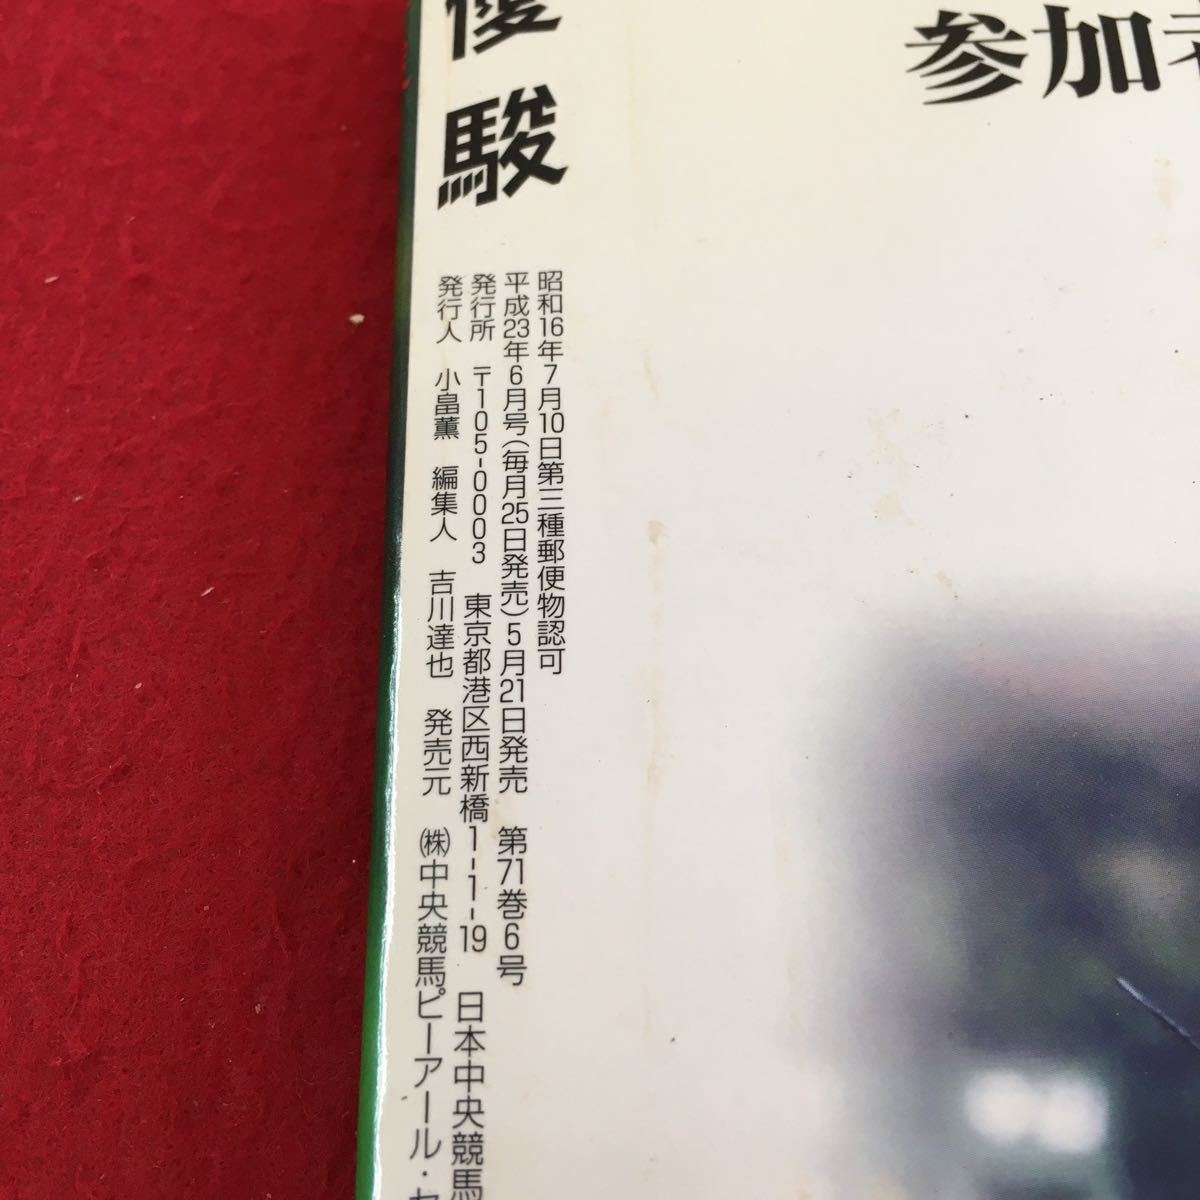 優駿
参加
昭和16年7月10日第三種郵便物認可
平成23年6月号(毎月25日発売)5月21日発売 第71巻6号
発行所 〒105-0003 東京都港区西新橋1-1-19 日本中央競馬
発行人 小畠薫 編集人 吉川達也 発売元 ㈱中央競馬ピーアール・セ